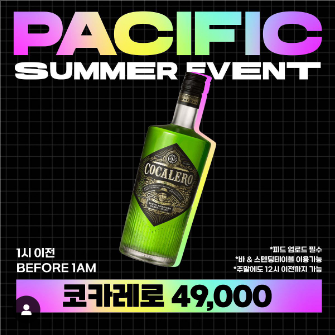 PACIFIC
SUMMER EVENT
COCALERO
1시 이전
BEFORE 1AM
*피드 업로드 필수
*바 & 스탠딩테이블 이용가능
*주말에도 12시 이전까지 가능
코카레로 49,000